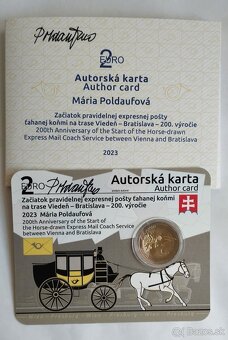 2
EURO
Autorská karta
Author card
Mária Poldaufová
Začiatok pravidelnej expresnej pošty
ťahanej koňmi na trase Viedeň – Bratislava – 200. výročie
200th Anniversary of the Start of the Horse-drawn
Express Mail Coach Service between Vienna and Bratislava
2023
2
EURO
Autorská karta
Author card
Začiatok pravidelnej expresnej pošty ťahanej koňmi
na trase Viedeň – Bratislava – 200. výročie
2023 Mária Poldaufová
200th Anniversary of the Start of
the Horse-drawn
Express Mail Coach Service
between Vienna and Bratislava